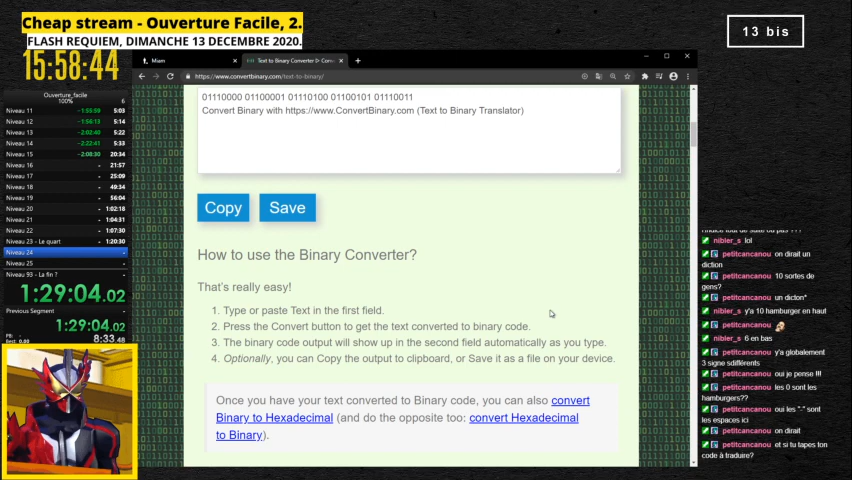 Cheap stream - Ouverture Facile, 2.
FLASH REQUIEM, DIMANCHE 13 DECEMBRE 2020.
15:58:44
13 bis
Ouverture_facile
100% 6
Niveau 11 -1:55:59 5:03
Niveau 12 -1:56:13 5:14
Niveau 13 -2:02:40 5:22
Niveau 14 -2:22:41 5:33
Niveau 15 -2:08:30 20:34
Niveau 16 - 21:57
Niveau 17 - 25:09
Niveau 18 - 49:34
Niveau 19 - 56:04
Niveau 20 - 1:02:18
Niveau 21 - 1:04:31
Niveau 22 - 1:07:30
Niveau 23 - Le quart - 1:20:30
Niveau 24 -
Niveau 25 -
Niveau 93 - La fin ? -
1:29:04.02
Previous Segment -
1:29:04.02
PB: -
Best: 0.00
8:33.48
Miam
Text to Binary Converter
https://www.convertbinary.com/text-to-binary/
01110000 01100001 01110100 01100101 01110011
Convert Binary with https://www.ConvertBinary.com (Text to Binary Translator)
Copy
Save
How to use the Binary Converter?
That's really easy!
1. Type or paste Text in the first field.
2. Press the Convert button to get the text converted to binary code.
3. The binary code output will show up in the second field automatically as you type.
4. Optionally, you can Copy the output to clipboard, or Save it as a file on your device.
Once you have your text converted to Binary code, you can also convert
Binary to Hexadecimal (and do the opposite too: convert Hexadecimal
to Binary).
nibler_s lol
petitcancanou on dirait un
diction
petitcancanou 10 sortes de
gens?
petitcancanou un dicton*
nibler_s y'a 10 hamburger en haut
petitcancanou
nibler_s 6 en bas
petitcancanou y'a globalement
3 signe sdifférents
petitcancanou oui je pense !!!
petitcancanou les 0 sont les
hamburgers??
petitcancanou oui les "-" sont
les espaces ici
petitcancanou on dirait
petitcancanou et si tu tapes ton
code à traduire?